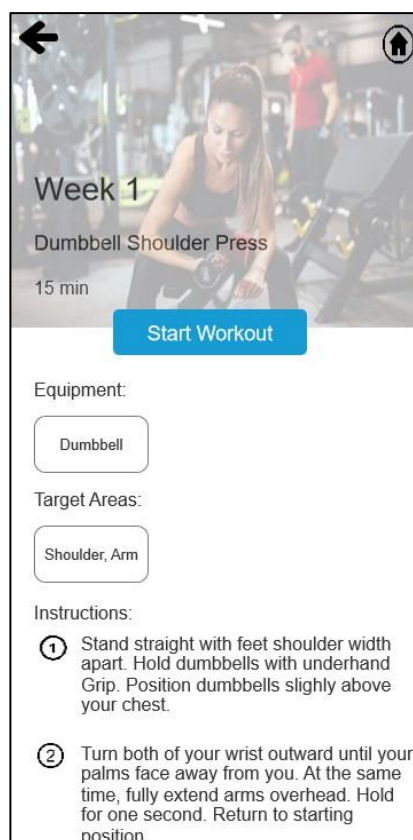 Week 1
Dumbbell Shoulder Press
15 min
Start Workout
Equipment:
Dumbbell
Target Areas:
Shoulder, Arm
Instructions:
1 Stand straight with feet shoulder width
apart. Hold dumbbells with underhand
Grip. Position dumbbells slighly above
your chest.
2 Turn both of your wrist outward until your
palms face away from you. At the same
time, fully extend arms overhead. Hold
for one second. Return to starting
position